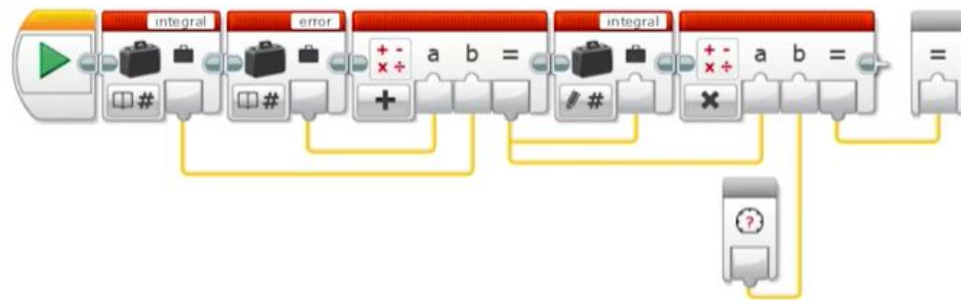 integral
error
integral
+ -
× ÷
a b =
+ -
× ÷
a b =
=
#
#
+
#
×
?